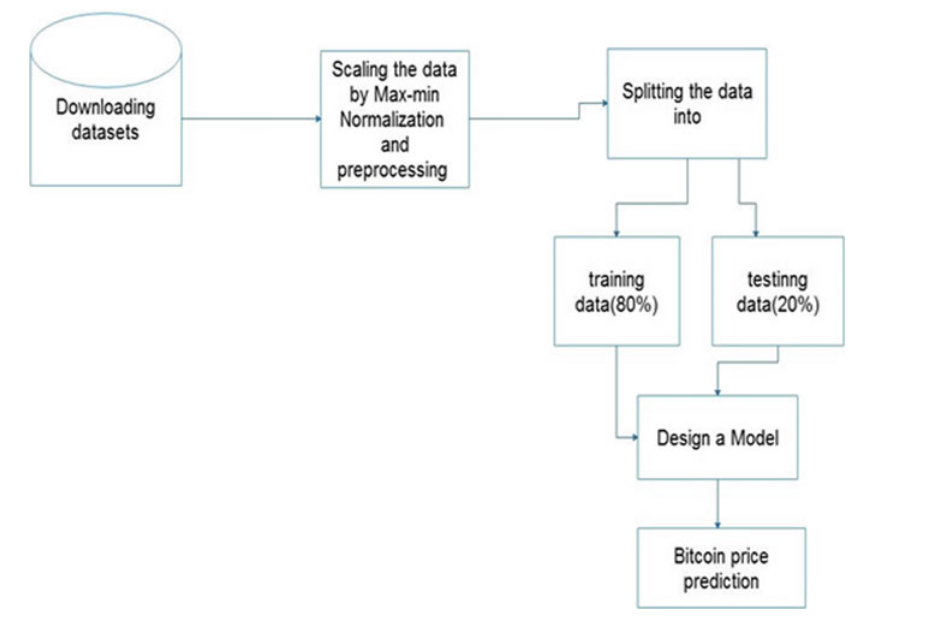 Downloading
datasets
Scaling the data
by Max-min
Normalization
and
preprocessing
Splitting the data
into
training
data(80%)
testinng
data(20%)
Design a Model
Bitcoin price
prediction